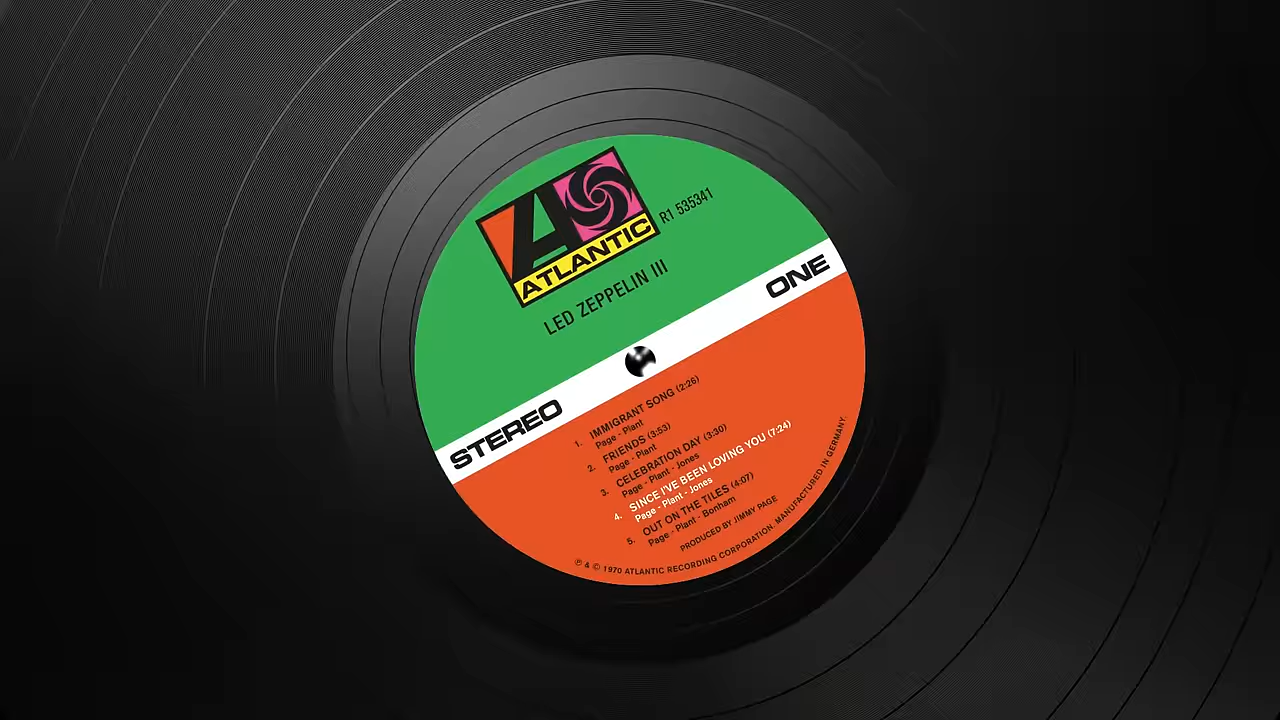 ATLANTIC
R1 535341
LED ZEPPELIN III
STEREO
ONE
1. IMMIGRANT SONG (2:26)
Page - Plant
2. FRIENDS (3:53)
Page - Plant
3. CELEBRATION DAY (3:30)
Page - Plant - Jones
4. SINCE I'VE BEEN LOVING YOU (7:24)
Page - Plant - Jones
5. OUT ON THE TILES (4:07)
Page - Plant - Bonham
PRODUCED BY JIMMY PAGE
℗ & © 1970 ATLANTIC RECORDING CORPORATION. MANUFACTURED IN GERMANY.